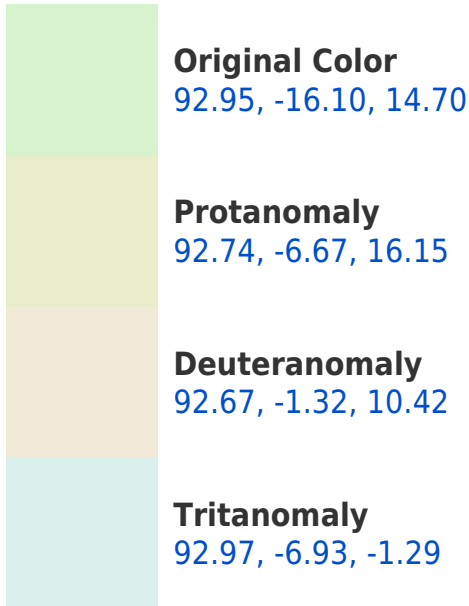 Original Color
92.95, -16.10, 14.70
Protanomaly
92.74, -6.67, 16.15
Deuteranomaly
92.67, -1.32, 10.42
Tritanomaly
92.97, -6.93, -1.29